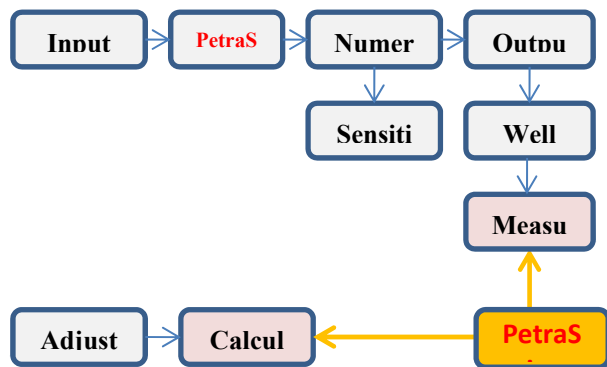 Input
PetraS
Numer
Outpu
Sensiti
Well
Measu
Adjust
Calcul
PetraS